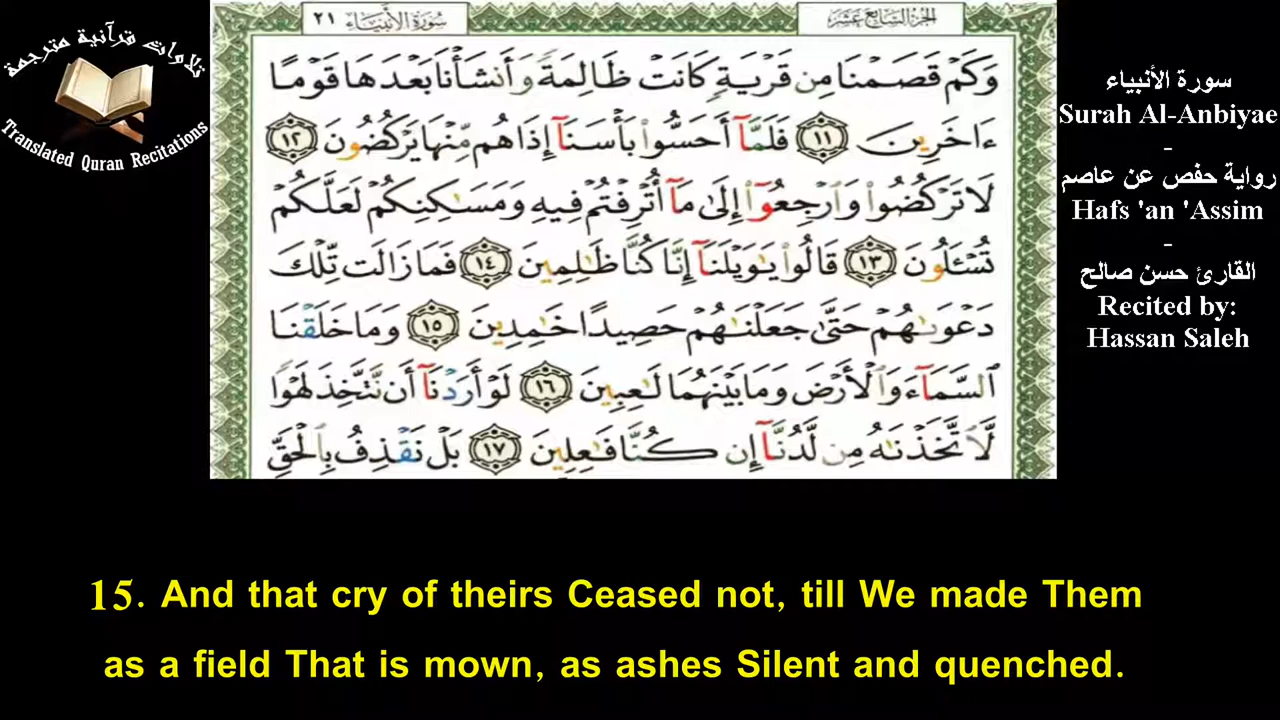 تلاوات قرآنية مترجمة
Translated Quran Recitations
سورة الأنبياء ٢١
الجزء السابع عشر
وَكَمْ قَصَمْنَا مِن قَرْيَةٍ كَانَتْ ظَالِمَةً وَأَنشَأْنَا بَعْدَهَا قَوْمًا
ءَاخَرِينَ ١١ فَلَمَّآ أَحَسُّوا۟ بَأْسَنَآ إِذَا هُم مِّنْهَا يَرْكُضُونَ ١٢
لَا تَرْكُضُوا۟ وَٱرْجِعُوٓا۟ إِلَىٰ مَآ أُتْرِفْتُمْ فِيهِ وَمَسَـٰكِنِكُمْ لَعَلَّكُمْ
تُسْـَٔلُونَ ١٣ قَالُوا۟ يَـٰوَيْلَنَآ إِنَّا كُنَّا ظَـٰلِمِينَ ١٤ فَمَا زَالَت تِّلْكَ
دَعْوَىٰهُمْ حَتَّىٰ جَعَلْنَـٰهُمْ حَصِيدًا خَـٰمِدِينَ ١٥ وَمَا خَلَقْنَا
ٱلسَّمَآءَ وَٱلْأَرْضَ وَمَا بَيْنَهُمَا لَـٰعِبِينَ ١٦ لَوْ أَرَدْنَآ أَن نَّتَّخِذَ لَهْوًا
لَّٱتَّخَذْنَـٰهُ مِن لَّدُنَّآ إِن كُنَّا فَـٰعِلِينَ ١٧ بَلْ نَقْذِفُ بِٱلْحَقِّ
سورة الأنبياء
Surah Al-Anbiyae
-
رواية حفص عن عاصم
Hafs 'an 'Assim
-
القارئ حسن صالح
Recited by:
Hassan Saleh
15. And that cry of theirs Ceased not, till We made Them
as a field That is mown, as ashes Silent and quenched.